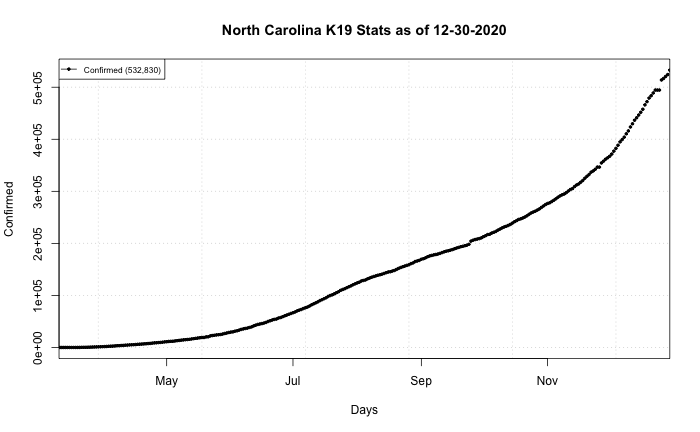 North Carolina K19 Stats as of 12-30-2020
Confirmed (532,830)
5e+05
4e+05
3e+05
2e+05
1e+05
0e+00
Confirmed
May Jul Sep Nov
Days